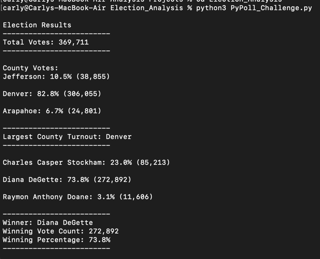 (carly@Carlys-MacBook-Air Election_Analysis % python3 PyPoll_Challenge.py
Election Results
-------------------------
Total Votes: 369,711
-------------------------
County Votes:
Jefferson: 10.5% (38,855)
Denver: 82.8% (306,055)
Arapahoe: 6.7% (24,801)
-------------------------
Largest County Turnout: Denver
-------------------------
Charles Casper Stockham: 23.0% (85,213)
Diana DeGette: 73.8% (272,892)
Raymon Anthony Doane: 3.1% (11,606)
-------------------------
Winner: Diana DeGette
Winning Vote Count: 272,892
Winning Percentage: 73.8%
-------------------------